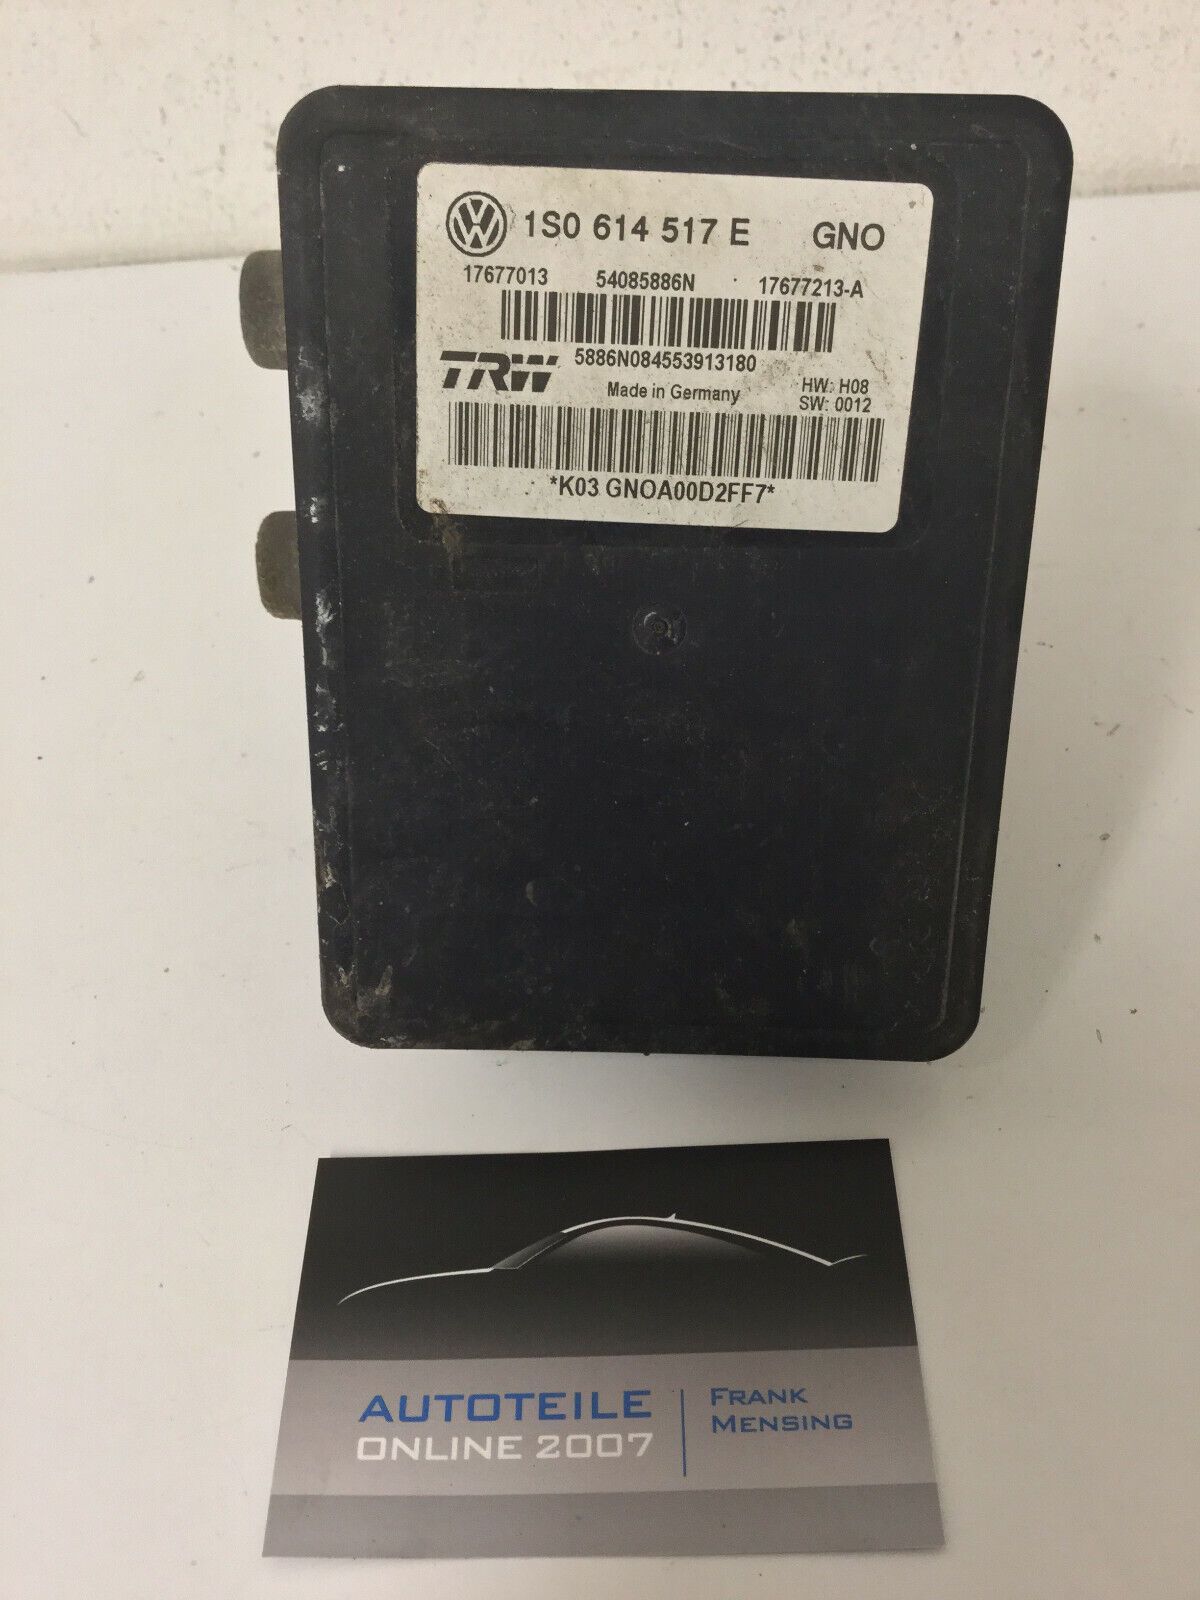 1S0 614 517 E GNO
17677013 54085886N 17677213-A
TRW 5886N084553913180
Made in Germany HW: H08
SW: 0012
*K03 GNOA00D2FF7*
AUTOTEILE
ONLINE 2007
FRANK
MENSING